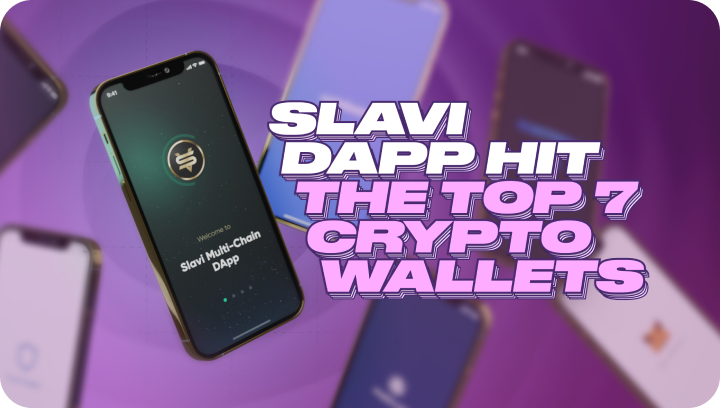 9:41
Welcome to
Slavi Multi-Chain
DApp
SLAVI
DAPP HIT
THE TOP 7
CRYPTO
WALLETS